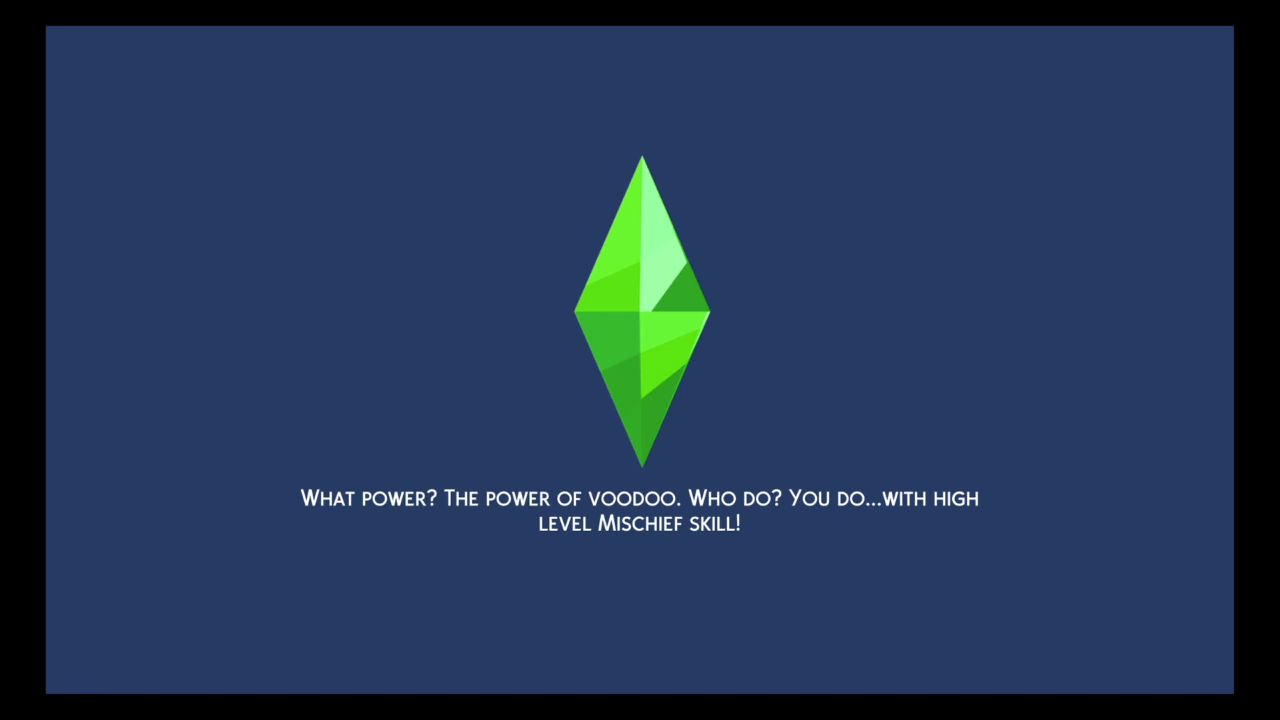 What power? The power of voodoo. Who do? You do...with high
level Mischief skill!